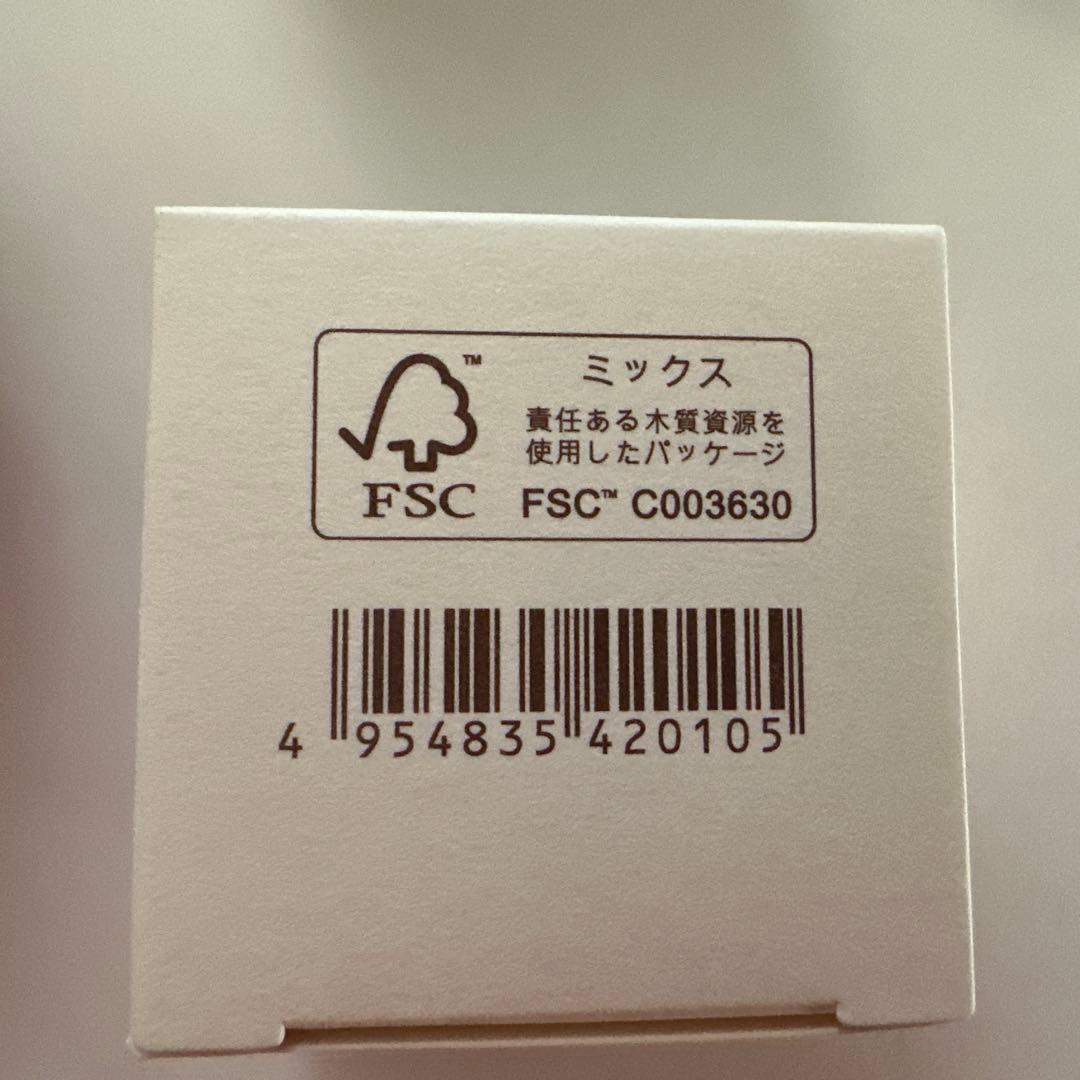 ™
FSC
ミックス
責任ある木質資源を
使用したパッケージ
FSC™ C003630
4 954835 420105